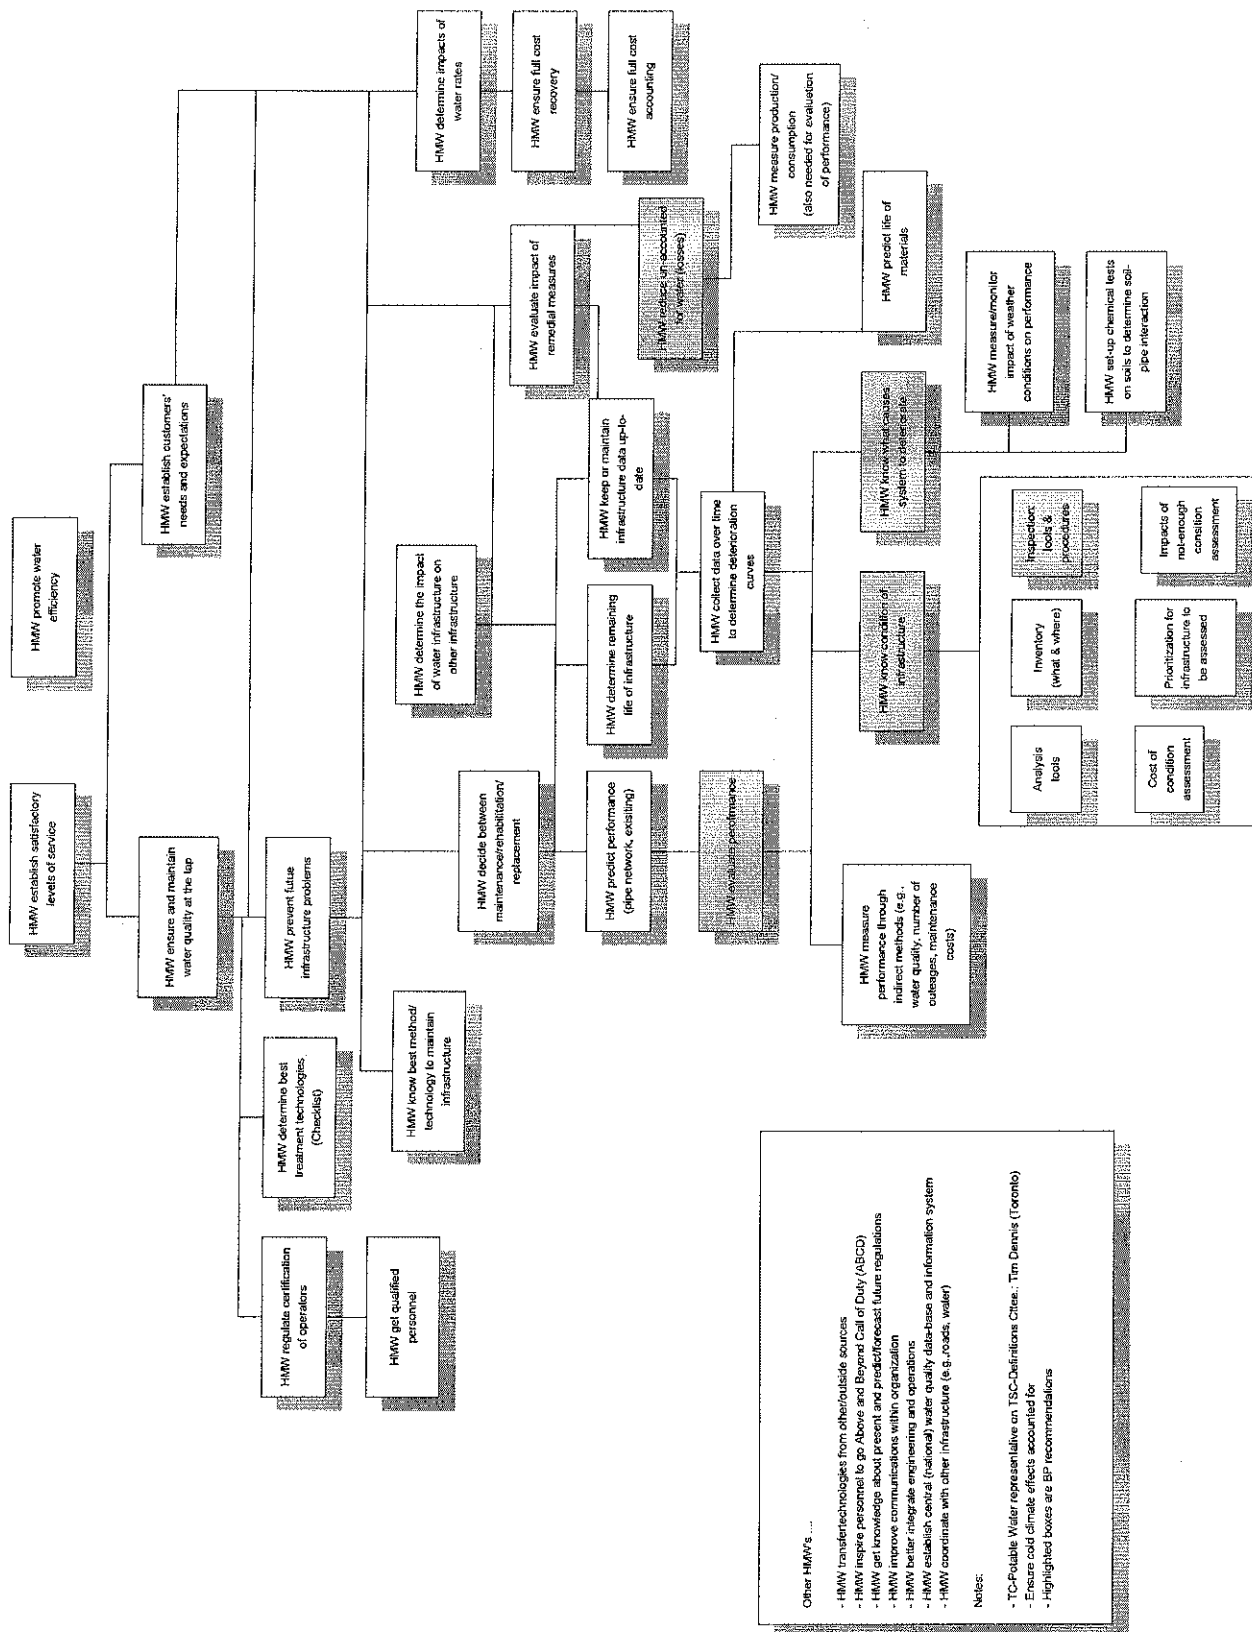 HMW establish satisfactory
levels of service
HMW promote water
efficiency
HMW ensure and maintain
water quality at the tap
HMW establish customers'
needs and expectations
HMW regulate certification
of operators
HMW determine best
treatment technologies
(Checklist)
HMW prevent futue
infrastructure problems
HMW get qualified
personnel
HMW know best method/
technology to maintain
infrastructure
HMW decide between
maintenance/rehabilitation/
replacement
HMW determine the impact
of water infrastructure on
other infrastructure
HMW evaluate impact of
remedial measures
HMW determine impacts of
water rates
HMW ensure full cost
recovery
HMW ensure full cost
accounting
HMW predict performance
(pipe network, exisiting)
HMW determine remaining
life of infrastructure
HMW keep or maintain
infrastructure data up-to-
date
HMW reduce un-accounted
for water (losses)
HMW measure production/
consumption
(also needed for evaluation
of performance)
HMW evaluate perofmance
HMW collect data over time
to determine deterioration
curves
HMW predict life of
materials
HMW measure
performance through
indirect methods (e.g.,
water quality, number of
outeages, maintenance
costs)
HMW know condition of
infrastructure
HMW know what causes
system to deteriorate
HMW measure/monitor
impact of weather
conditions on performance
HMW set-up chemical tests
on soils to determine soil-
pipe interaction
Analysis
tools
Inventory
(what & where)
Inspection:
tools &
procedures
Cost of
condition
assessment
Prioritization for
infrastructure to
be assessed
Impacts of
not-enough
consition
assessment
Other HMW's ....
- HMW transfertechnologies from other/outside sources
- HMW inspire personnel to go Above and Beyond Call of Duty (ABCD)
- HMW get knowledge about present and predict/forecast future regulations
- HMW improve communications within organization
- HMW better integrate engineering and operations
- HMW establish central (national) water quality data-base and information system
- HMW coordinate with other infrastructure (e.g.,roads, water)
Notes:
- TC-Potable Water representative on TSC-Definitions Cttee.: Tim Dennis (Toronto)
- Ensure cold climate effects accounted for
- Highlighted boxes are BP recommendations